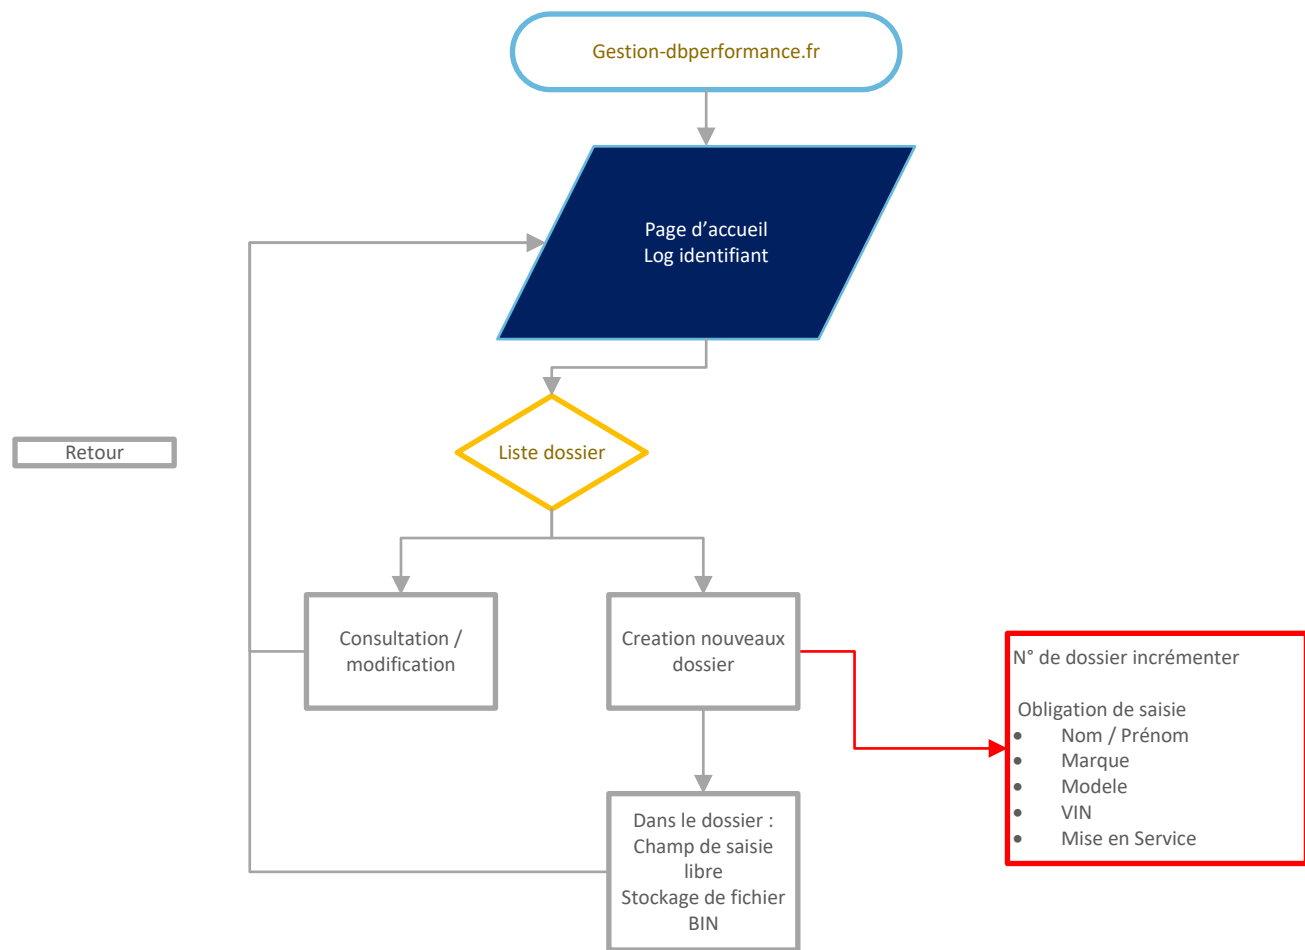 Gestion-dbperformance.fr
Page d’accueil
Log identifiant
Retour
Liste dossier
Consultation /
modification
Creation nouveaux
dossier
N° de dossier incrémenter
Obligation de saisie
• Nom / Prénom
• Marque
• Modele
• VIN
• Mise en Service
Dans le dossier :
Champ de saisie
libre
Stockage de fichier
BIN